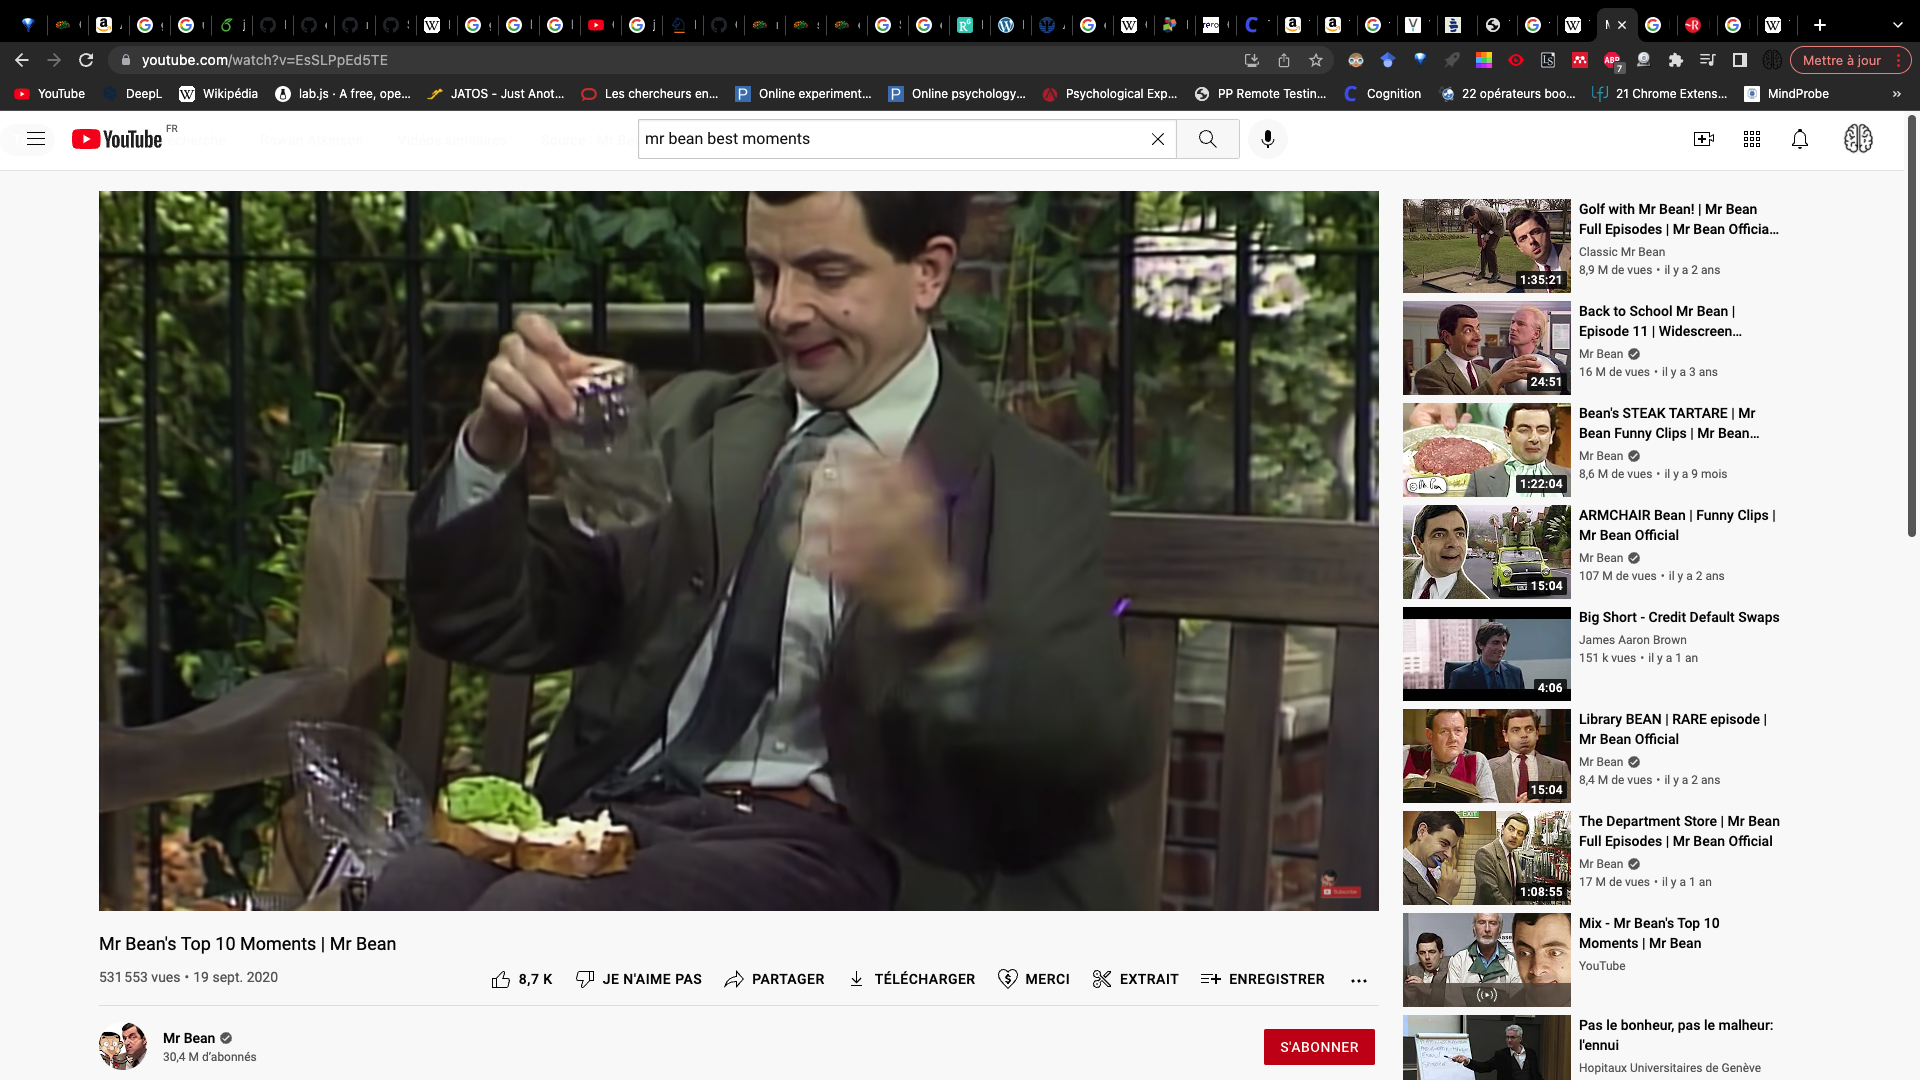 youtube.com/watch?v=EsSLPpEd5TE
Mettre à jour
YouTube
DeepL
Wikipédia
lab.js · A free, ope...
JATOS - Just Anot...
Les chercheurs en...
Online experiment...
Online psychology...
Psychological Exp...
PP Remote Testin...
Cognition
22 opérateurs boo...
21 Chrome Extens...
MindProbe
»
YouTube FR
mr bean best moments
Mr Bean's Top 10 Moments | Mr Bean
531 553 vues • 19 sept. 2020
8,7 K
JE N'AIME PAS
PARTAGER
TÉLÉCHARGER
MERCI
EXTRAIT
ENREGISTRER
Mr Bean
30,4 M d'abonnés
S'ABONNER
Golf with Mr Bean! | Mr Bean
Full Episodes | Mr Bean Officia...
Classic Mr Bean
8,9 M de vues • il y a 2 ans
1:35:21
Back to School Mr Bean |
Episode 11 | Widescreen...
Mr Bean
16 M de vues • il y a 3 ans
24:51
Bean's STEAK TARTARE | Mr
Bean Funny Clips | Mr Bean...
Mr Bean
8,6 M de vues • il y a 9 mois
1:22:04
ARMCHAIR Bean | Funny Clips |
Mr Bean Official
Mr Bean
107 M de vues • il y a 2 ans
15:04
Big Short - Credit Default Swaps
James Aaron Brown
151 k vues • il y a 1 an
4:06
Library BEAN | RARE episode |
Mr Bean Official
Mr Bean
8,4 M de vues • il y a 2 ans
15:04
The Department Store | Mr Bean
Full Episodes | Mr Bean Official
Mr Bean
17 M de vues • il y a 1 an
1:08:55
Mix - Mr Bean's Top 10
Moments | Mr Bean
YouTube
Pas le bonheur, pas le malheur:
l'ennui
Hopitaux Universitaires de Genève